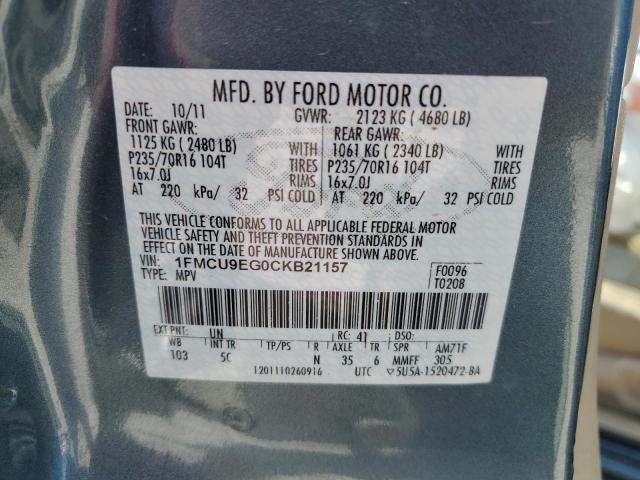 MFD. BY FORD MOTOR CO.
DATE: 10/11 GVWR: 2123 KG ( 4680 LB)
FRONT GAWR: REAR GAWR:
1125 KG ( 2480 LB) WITH 1061 KG ( 2340 LB) WITH
P235/70R16 104T TIRES P235/70R16 104T TIRES
16x7.0J RIMS 16x7.0J RIMS
AT 220 kPa/ 32 PSI COLD AT 220 kPa/ 32 PSI COLD
THIS VEHICLE CONFORMS TO ALL APPLICABLE FEDERAL MOTOR
VEHICLE SAFETY AND THEFT PREVENTION STANDARDS IN
EFFECT ON THE DATE OF MANUFACTURE SHOWN ABOVE.
VIN: 1FMCU9EG0CKB21157 F0096
TYPE: MPV T0208
EXT PNT: UN RC: 41 DSO:
WB INT TR TP/PS R AXLE TR SPR AM71F
103 5C N 35 6 MMFF 305
1201110260916 UTC 5U5A-1520472-BA